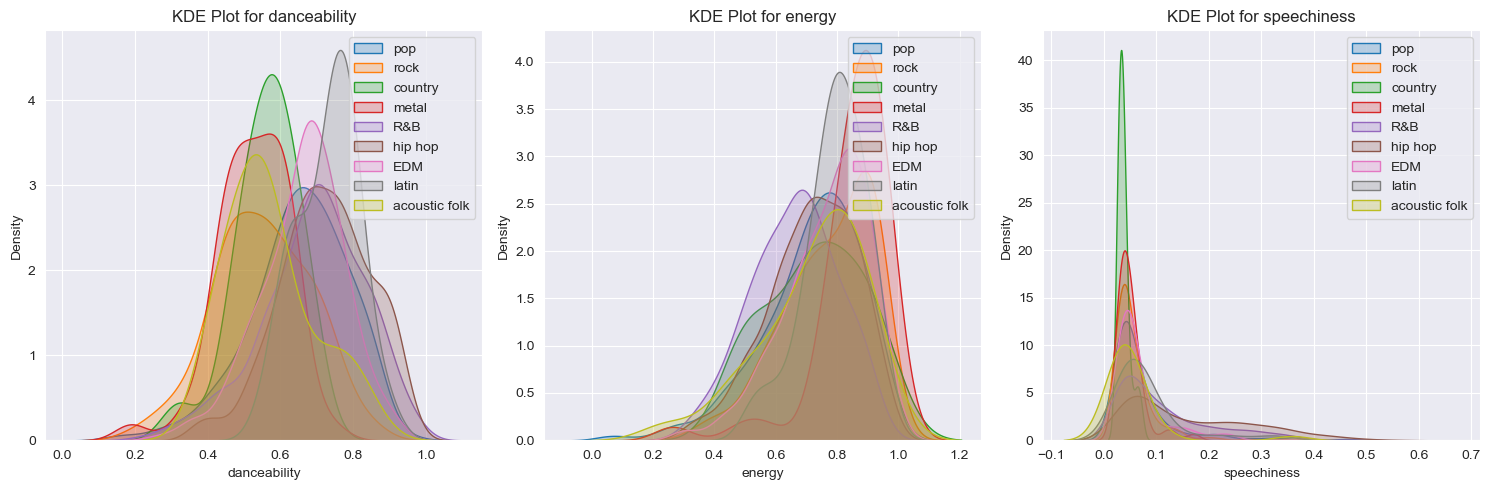 KDE Plot for danceability
Density
4
3
2
1
0
0.0 0.2 0.4 0.6 0.8 1.0
danceability
pop
rock
country
metal
R&B
hip hop
EDM
latin
acoustic folk
KDE Plot for energy
Density
4.0
3.5
3.0
2.5
2.0
1.5
1.0
0.5
0.0
0.0 0.2 0.4 0.6 0.8 1.0 1.2
energy
pop
rock
country
metal
R&B
hip hop
EDM
latin
acoustic folk
KDE Plot for speechiness
Density
40
35
30
25
20
15
10
5
0
−0.1 0.0 0.1 0.2 0.3 0.4 0.5 0.6 0.7
speechiness
pop
rock
country
metal
R&B
hip hop
EDM
latin
acoustic folk